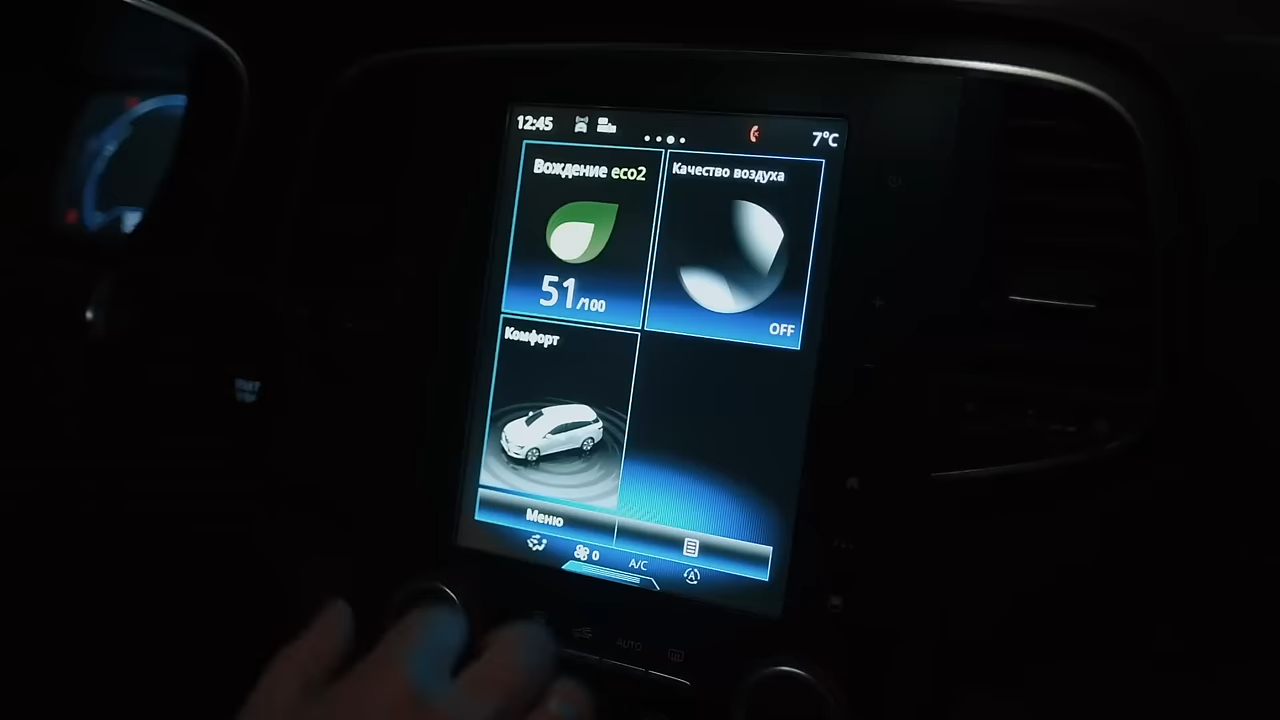 12:45
7°C
Вождение eco2
Качество воздуха
51/100
OFF
Комфорт
Меню
0
A/C
A
AUTO